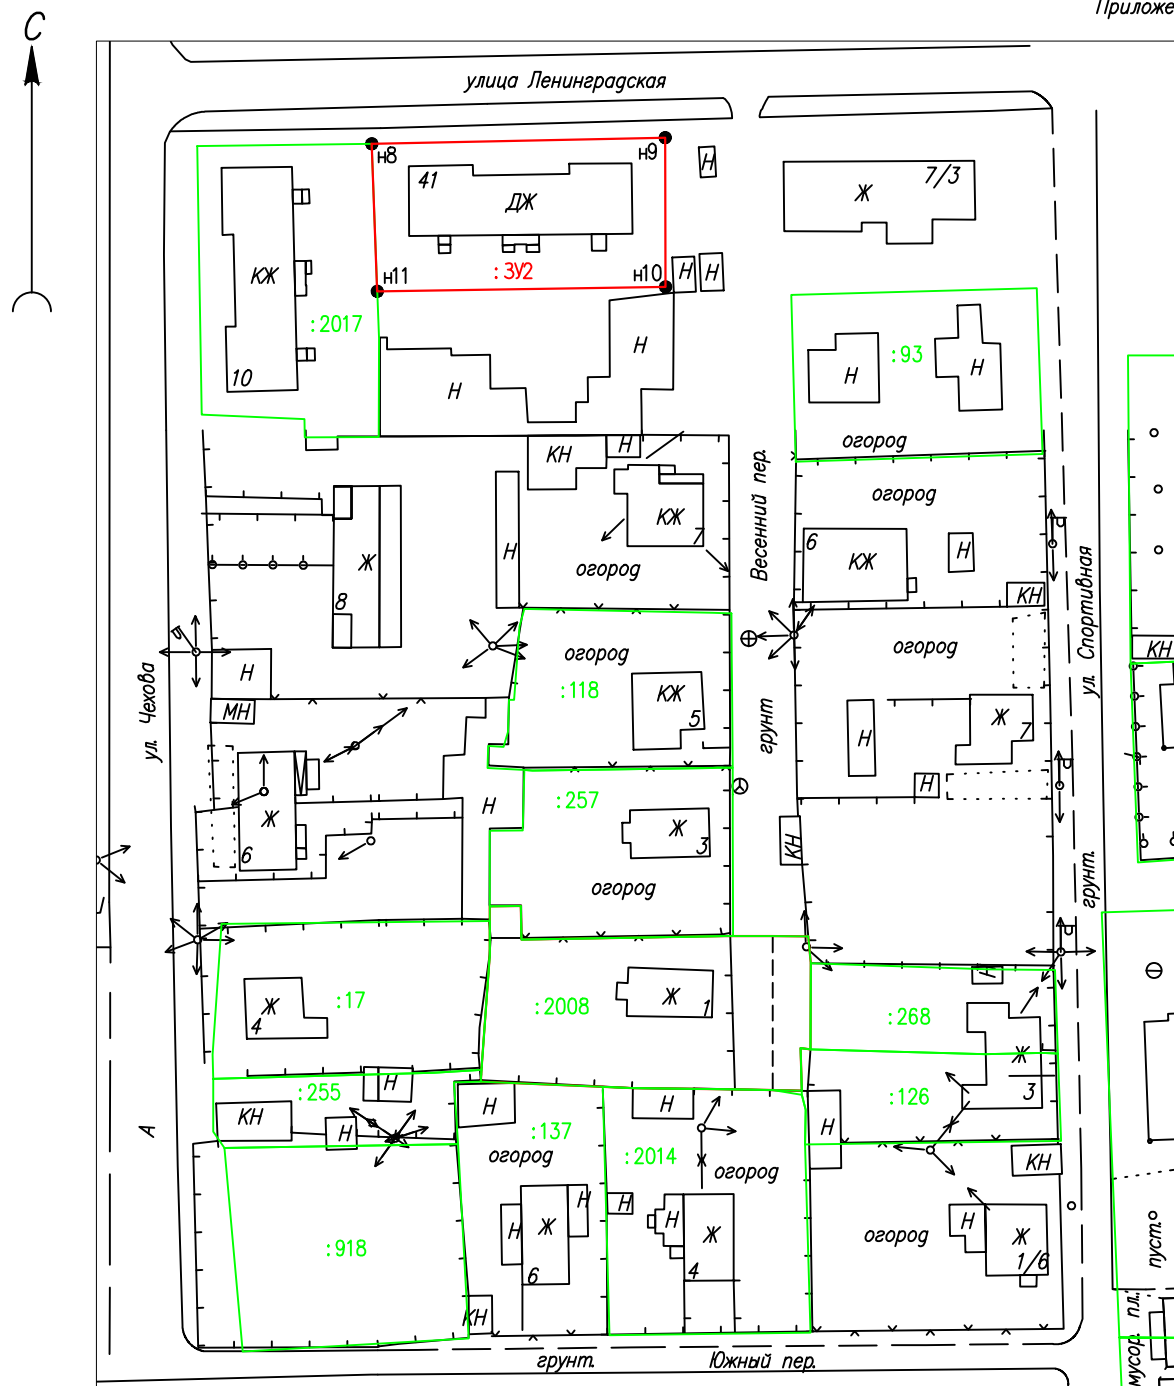 Приложе
С
улица Ленинградская
н8
н9
Н
41
ДЖ
7/3
Ж
КЖ
н11
:ЗУ2
н10
Н
Н
:2017
Н
:93
10
Н
Н
Н
огород
КН
Н
огород
КЖ
7
Весенний пер.
6
КЖ
Н
Н
Ж
огород
8
КН
ул. Спортивная
огород
огород
КН
Н
:118
КЖ
5
ул. Чехова
МН
грунт
Н
Ж
7
:257
Н
Н
Ж
6
Ж
3
КН
огород
грунт.
Н
:17
Ж
4
:2008
Ж
1
:268
Ж
3
:255
Н
КН
Н
Н
:137
Н
Н
:126
А
огород
:2014
огород
КН
Н
Н
Н
Н
Ж
6
Ж
4
огород
Н
Ж
1/6
пуст.
:918
КН
мусор. пл.
грунт.
Южный пер.